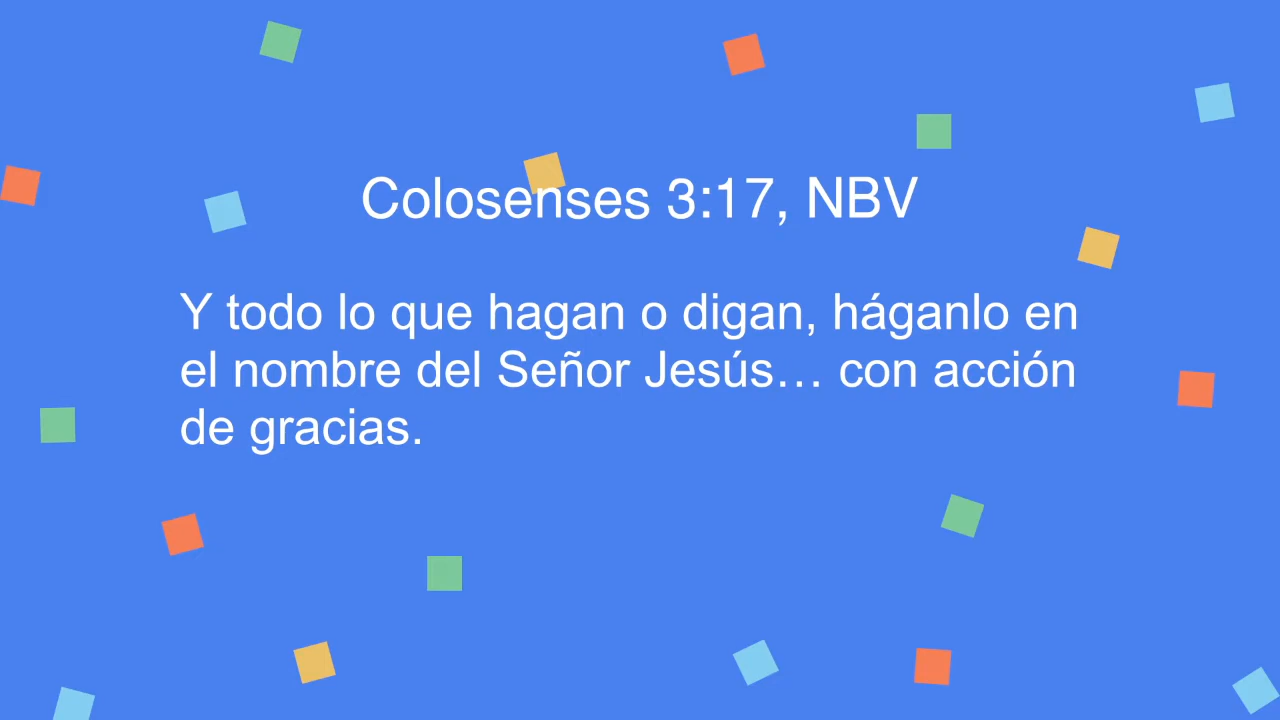 Colosenses 3:17, NBV
Y todo lo que hagan o digan, háganlo en
el nombre del Señor Jesús… con acción
de gracias.